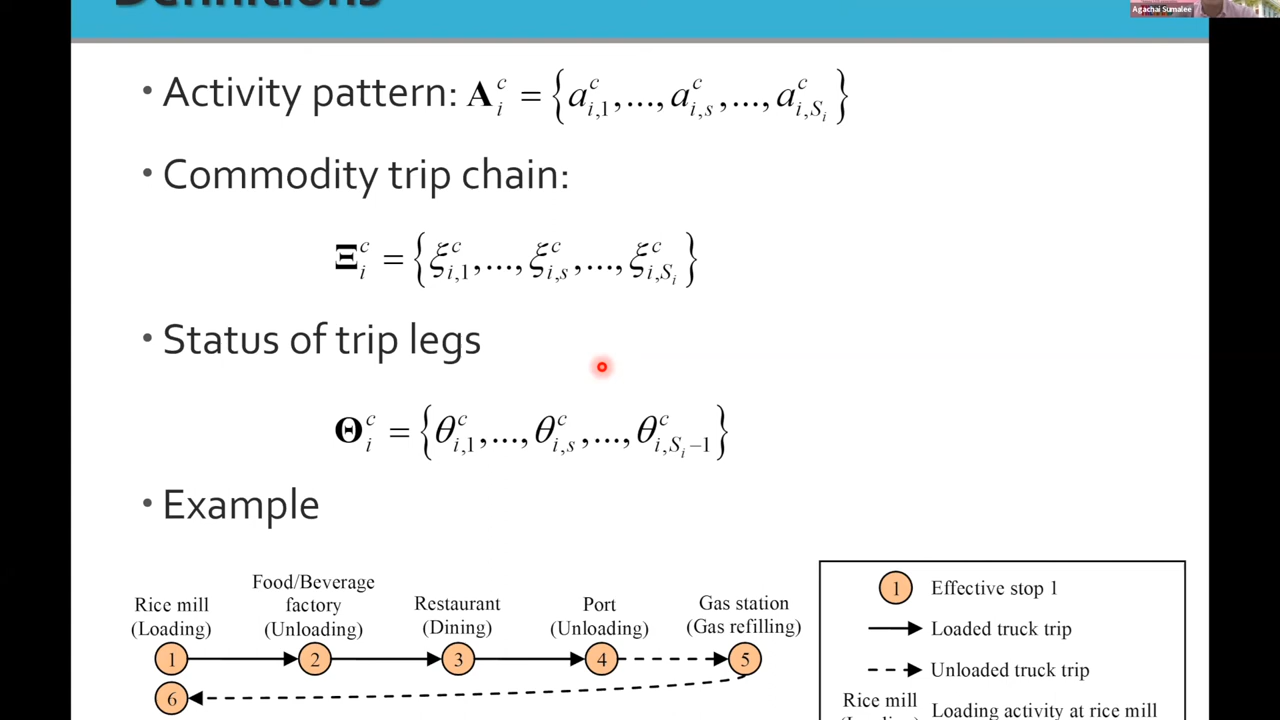 Definitions
Agachai Sumalee
• Activity pattern: A_i^c = {a_{i,1}^c,...,a_{i,s}^c,...,a_{i,S_i}^c}
• Commodity trip chain:
Ξ_i^c = {ξ_{i,1}^c,...,ξ_{i,s}^c,...,ξ_{i,S_i}^c}
• Status of trip legs
Θ_i^c = {θ_{i,1}^c,...,θ_{i,s}^c,...,θ_{i,S_i−1}^c}
• Example
Rice mill
(Loading)
1
Food/Beverage
factory
(Unloading)
2
Restaurant
(Dining)
3
Port
(Unloading)
4
Gas station
(Gas refilling)
5
6
1 Effective stop 1
Loaded truck trip
Unloaded truck trip
Rice mill
Loading activity at rice mill